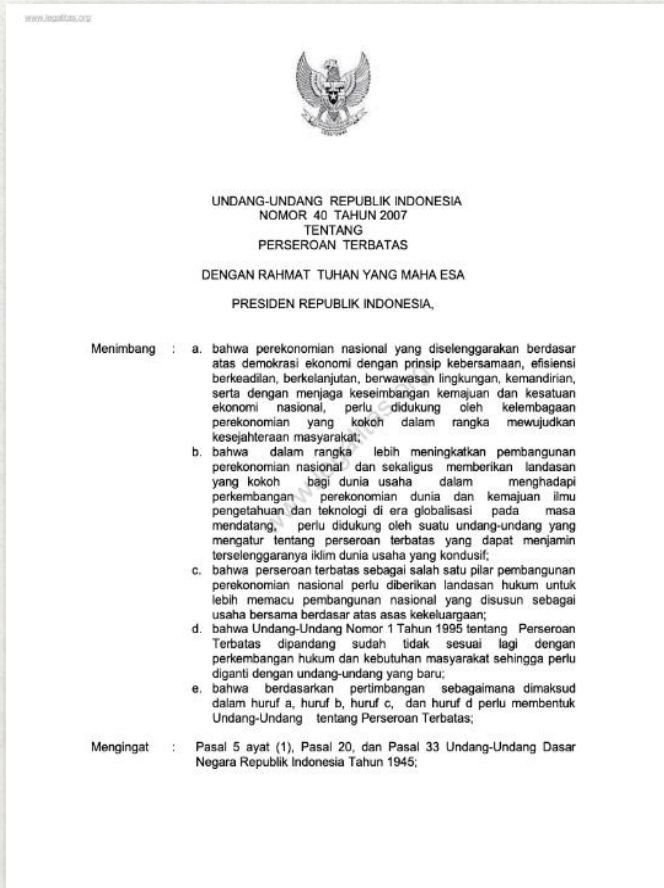 www.legalitas.org
UNDANG-UNDANG REPUBLIK INDONESIA
NOMOR 40 TAHUN 2007
TENTANG
PERSEROAN TERBATAS
DENGAN RAHMAT TUHAN YANG MAHA ESA
PRESIDEN REPUBLIK INDONESIA,
Menimbang : a. bahwa perekonomian nasional yang diselenggarakan berdasar
atas demokrasi ekonomi dengan prinsip kebersamaan, efisiensi
berkeadilan, berkelanjutan, berwawasan lingkungan, kemandirian,
serta dengan menjaga keseimbangan kemajuan dan kesatuan
ekonomi nasional, perlu didukung oleh kelembagaan
perekonomian yang kokoh dalam rangka mewujudkan
kesejahteraan masyarakat;
b. bahwa dalam rangka lebih meningkatkan pembangunan
perekonomian nasional dan sekaligus memberikan landasan
yang kokoh bagi dunia usaha dalam menghadapi
perkembangan perekonomian dunia dan kemajuan ilmu
pengetahuan dan teknologi di era globalisasi pada masa
mendatang, perlu didukung oleh suatu undang-undang yang
mengatur tentang perseroan terbatas yang dapat menjamin
terselenggaranya iklim dunia usaha yang kondusif;
c. bahwa perseroan terbatas sebagai salah satu pilar pembangunan
perekonomian nasional perlu diberikan landasan hukum untuk
lebih memacu pembangunan nasional yang disusun sebagai
usaha bersama berdasar atas asas kekeluargaan;
d. bahwa Undang-Undang Nomor 1 Tahun 1995 tentang Perseroan
Terbatas dipandang sudah tidak sesuai lagi dengan
perkembangan hukum dan kebutuhan masyarakat sehingga perlu
diganti dengan undang-undang yang baru;
e. bahwa berdasarkan pertimbangan sebagaimana dimaksud
dalam huruf a, huruf b, huruf c, dan huruf d perlu membentuk
Undang-Undang tentang Perseroan Terbatas;
Mengingat : Pasal 5 ayat (1), Pasal 20, dan Pasal 33 Undang-Undang Dasar
Negara Republik Indonesia Tahun 1945;
www.legalitas.org